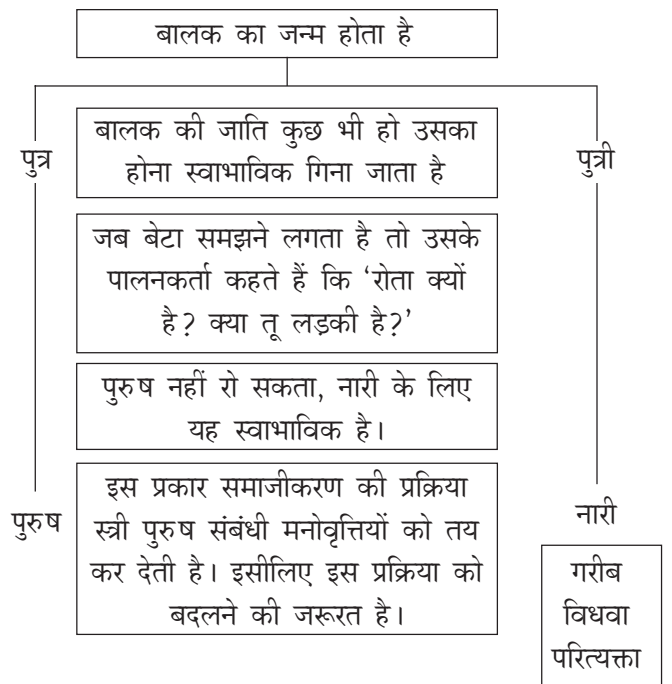 बालक का जन्म होता है
पुत्र
बालक की जाति कुछ भी हो उसका
होना स्वाभाविक गिना जाता है
पुत्री
जब बेटा समझने लगता है तो उसके
पालनकर्ता कहते हैं कि ‘रोता क्यों
है? क्या तू लड़की है?’
पुरुष नहीं रो सकता, नारी के लिए
यह स्वाभाविक है।
पुरुष
इस प्रकार समाजीकरण की प्रक्रिया
स्त्री पुरुष संबंधी मनोवृत्तियों को तय
कर देती है। इसीलिए इस प्रक्रिया को
बदलने की जरूरत है।
नारी
गरीब
विधवा
परित्यक्ता